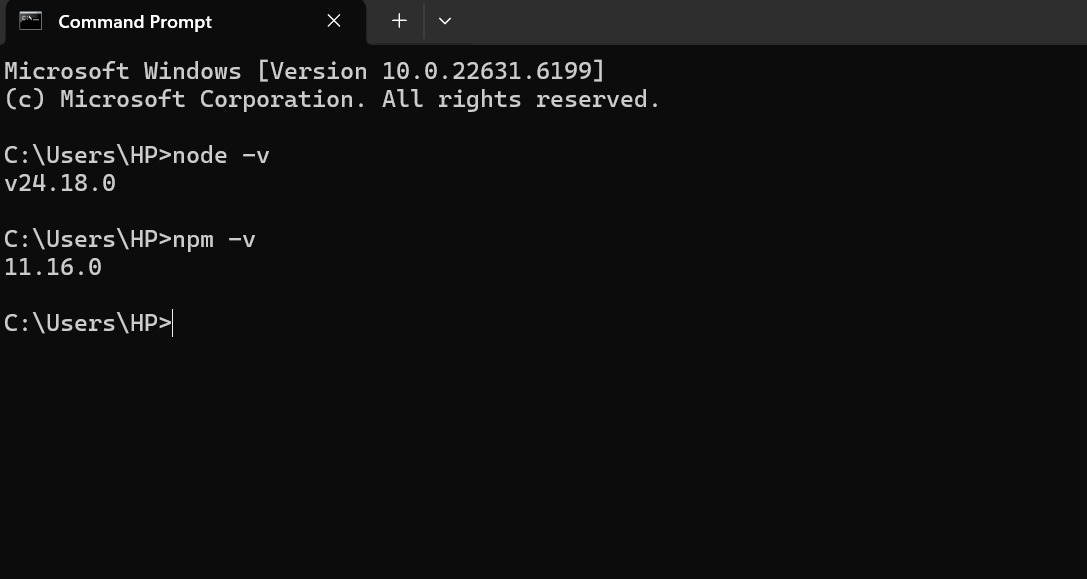 Command Prompt
Microsoft Windows [Version 10.0.22631.6199]
(c) Microsoft Corporation. All rights reserved.
C:\Users\HP>node -v
v24.18.0
C:\Users\HP>npm -v
11.16.0
C:\Users\HP>